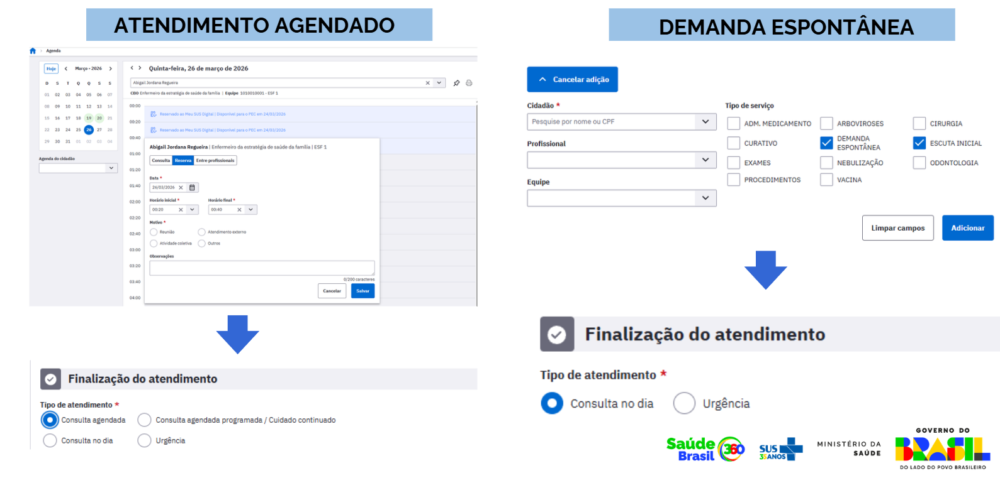 ATENDIMENTO AGENDADO
Agenda
Hoje
Março - 2026
D S T Q Q S S
01 02 03 04 05 06 07
08 09 10 11 12 13 14
15 16 17 18 19 20 21
22 23 24 25 26 27 28
29 30 31 01 02 03 04
Agenda do cidadão
Quinta-feira, 26 de março de 2026
Abigail Jordana Regueira
CBO Enfermeiro da estratégia de saúde da família | Equipe 1010010001 - ESF 1
00:00
Reservado ao Meu SUS Digital | Disponível para o PEC em 24/03/2026
00:20
Reservado ao Meu SUS Digital | Disponível para o PEC em 24/03/2026
00:40
01:00
01:20
01:40
02:00
02:20
02:40
03:00
03:20
03:40
04:00
Abigail Jordana Regueira | Enfermeiro da estratégia de saúde da família | ESF 1
Consulta Reserva Entre profissionais
Data *
26/03/2026
Horário inicial * Horário final *
00:20 00:40
Motivo *
Reunião Atendimento externo
Atividade coletiva Outros
Observações
0/200 caracteres
Cancelar Salvar
Finalização do atendimento
Tipo de atendimento *
Consulta agendada Consulta agendada programada / Cuidado continuado
Consulta no dia Urgência
DEMANDA ESPONTÂNEA
Cancelar adição
Cidadão *
Pesquise por nome ou CPF
Profissional
Equipe
Tipo de serviço
ADM. MEDICAMENTO ARBOVIROSES CIRURGIA
CURATIVO DEMANDA ESPONTÂNEA ESCUTA INICIAL
EXAMES NEBULIZAÇÃO ODONTOLOGIA
PROCEDIMENTOS VACINA
Limpar campos Adicionar
Finalização do atendimento
Tipo de atendimento *
Consulta no dia Urgência
Saúde
Brasil 360
SUS
35 ANOS
MINISTÉRIO DA
SAÚDE
GOVERNO DO
BRASIL
DO LADO DO POVO BRASILEIRO